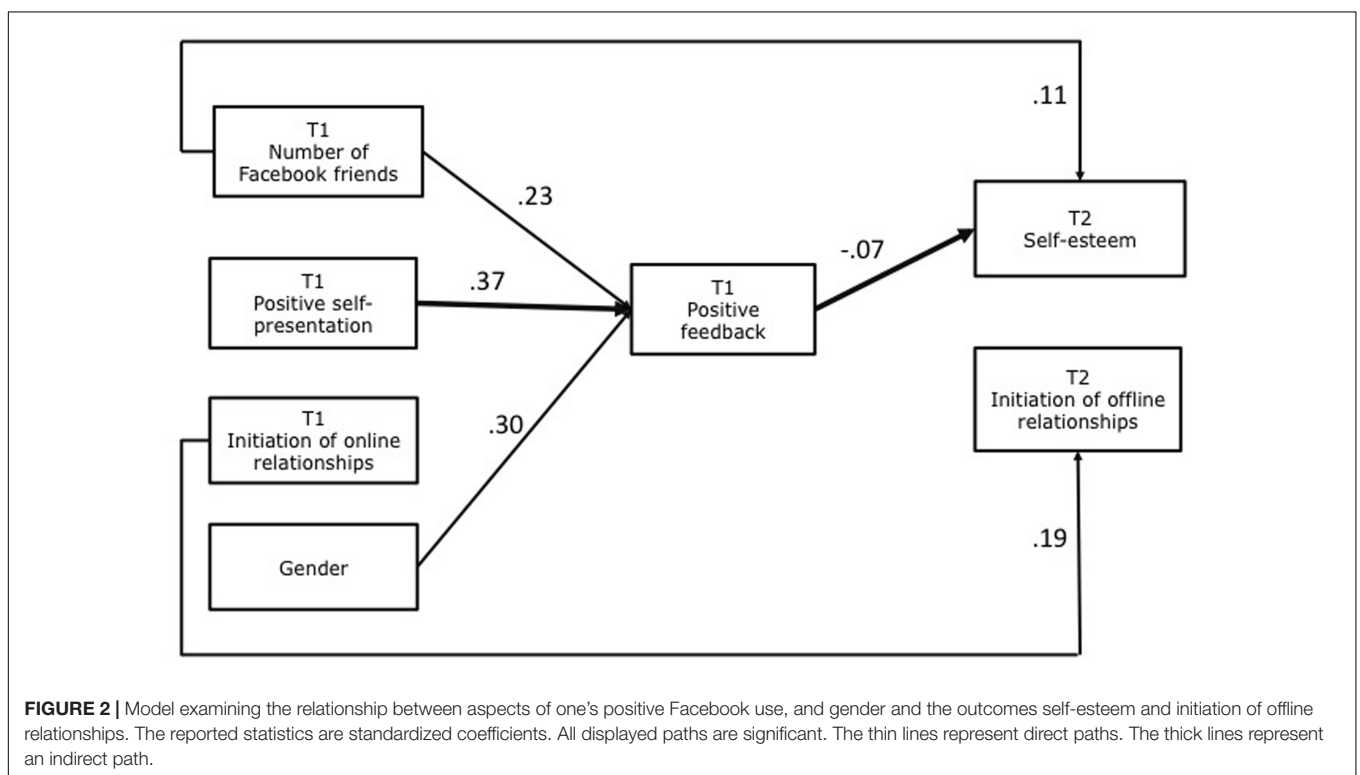 .11
T1
Number of
Facebook friends
.23
T2
Self-esteem
-.07
T1
Positive self-
presentation
.37
T1
Positive
feedback
T2
Initiation of offline
relationships
T1
Initiation of online
relationships
.30
.19
Gender
FIGURE 2 | Model examining the relationship between aspects of one's positive Facebook use, and gender and the outcomes self-esteem and initiation of offline
relationships. The reported statistics are standardized coefficients. All displayed paths are significant. The thin lines represent direct paths. The thick lines represent
an indirect path.